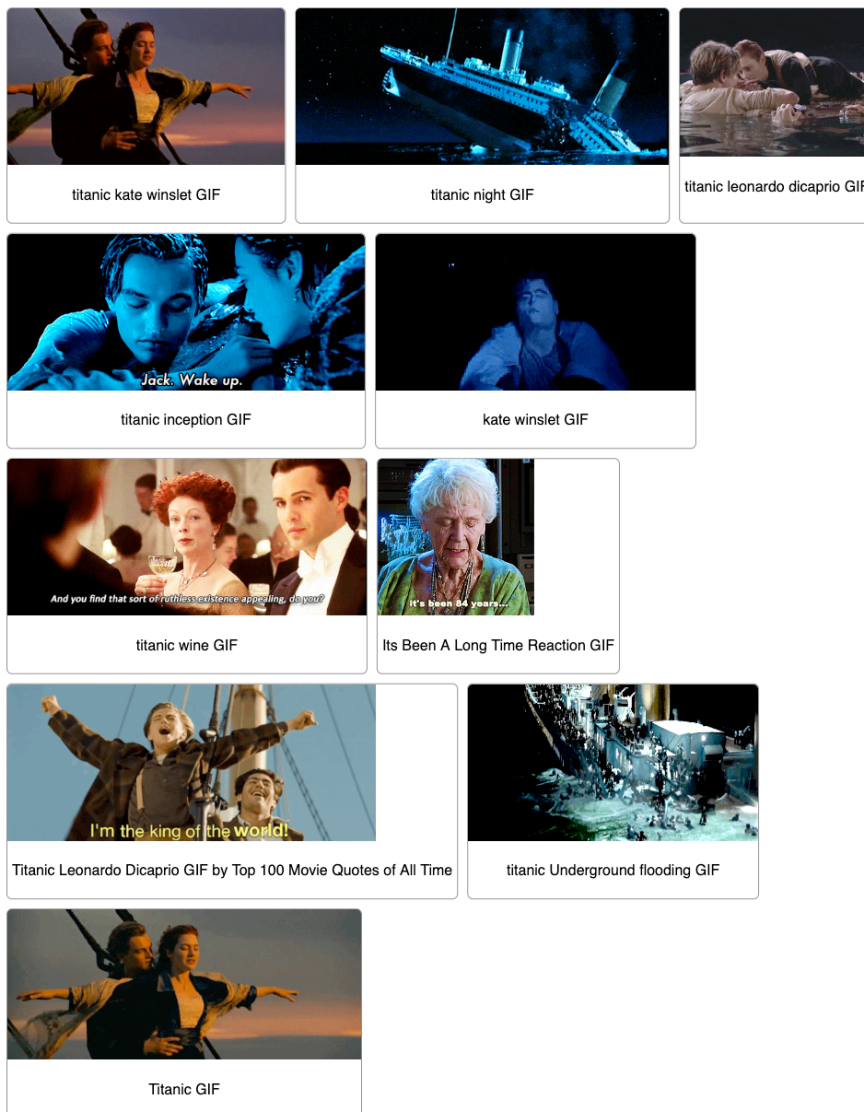 titanic kate winslet GIF
titanic night GIF
titanic leonardo dicaprio GIF
Jack. Wake up.
titanic inception GIF
kate winslet GIF
And you find that sort of ruthless existence appealing, do you?
It's been 84 years...
titanic wine GIF
Its Been A Long Time Reaction GIF
I'm the king of the world!
Titanic Leonardo Dicaprio GIF by Top 100 Movie Quotes of All Time
titanic Underground flooding GIF
Titanic GIF